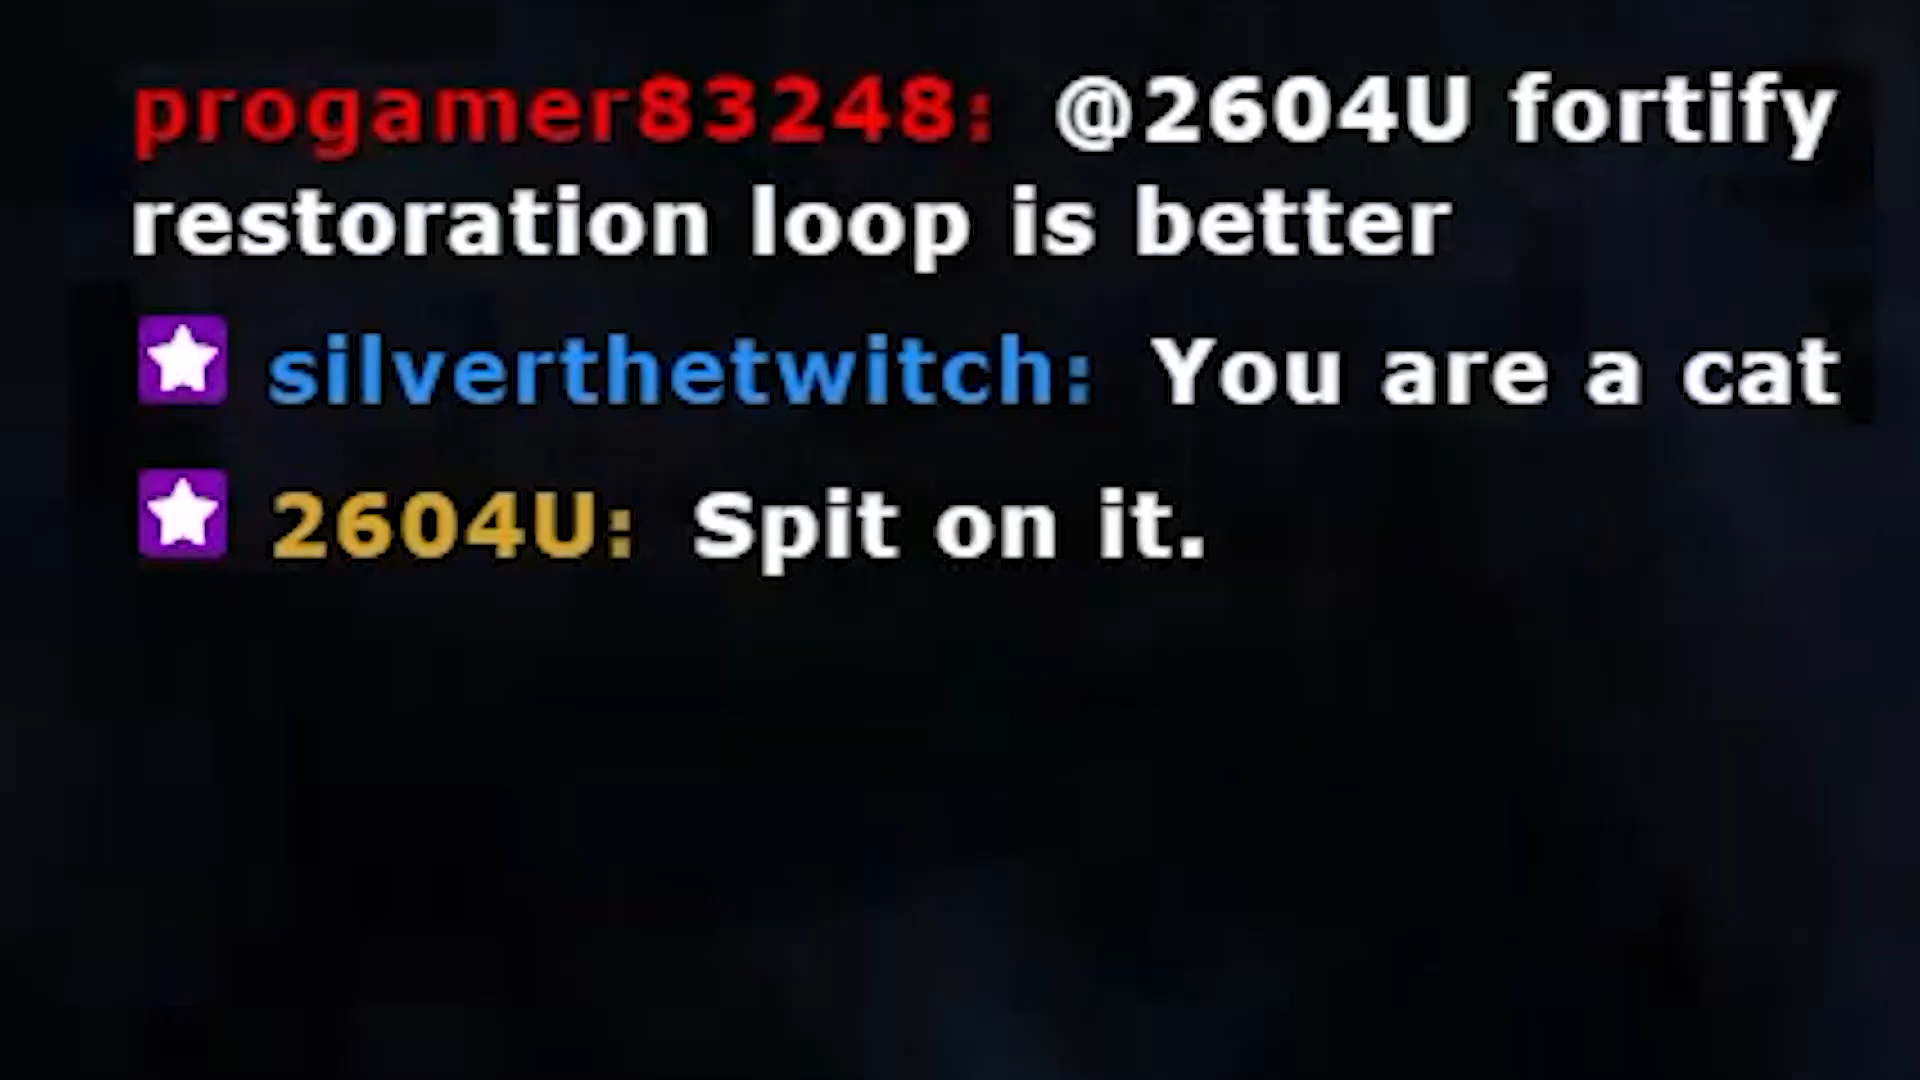 progamer83248: @2604U fortify
restoration loop is better
silverthetwitch: You are a cat
2604U: Spit on it.